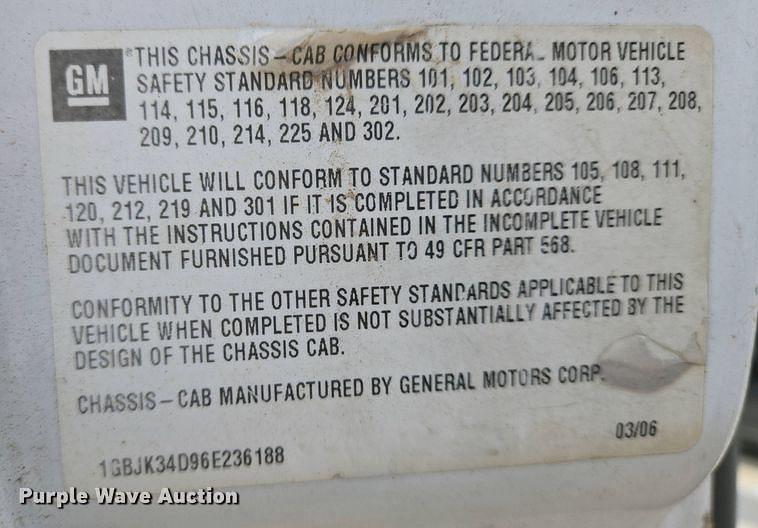 GM
®THIS CHASSIS-CAB CONFORMS TO FEDERAL MOTOR VEHICLE
SAFETY STANDARD NUMBERS 101, 102, 103, 104, 106, 113,
114, 115, 116, 118, 124, 201, 202, 203, 204, 205, 206, 207, 208,
209, 210, 214, 225 AND 302.
THIS VEHICLE WILL CONFORM TO STANDARD NUMBERS 105, 108, 111,
120, 212, 219 AND 301 IF IT IS COMPLETED IN ACCORDANCE
WITH THE INSTRUCTIONS CONTAINED IN THE INCOMPLETE VEHICLE
DOCUMENT FURNISHED PURSUANT TO 49 CFR PART 568.
CONFORMITY TO THE OTHER SAFETY STANDARDS APPLICABLE TO THIS
VEHICLE WHEN COMPLETED IS NOT SUBSTANTIALLY AFFECTED BY THE
DESIGN OF THE CHASSIS CAB.
CHASSIS-CAB MANUFACTURED BY GENERAL MOTORS CORP.
03/06
1GBJK34D96E236188
Purple Wave Auction